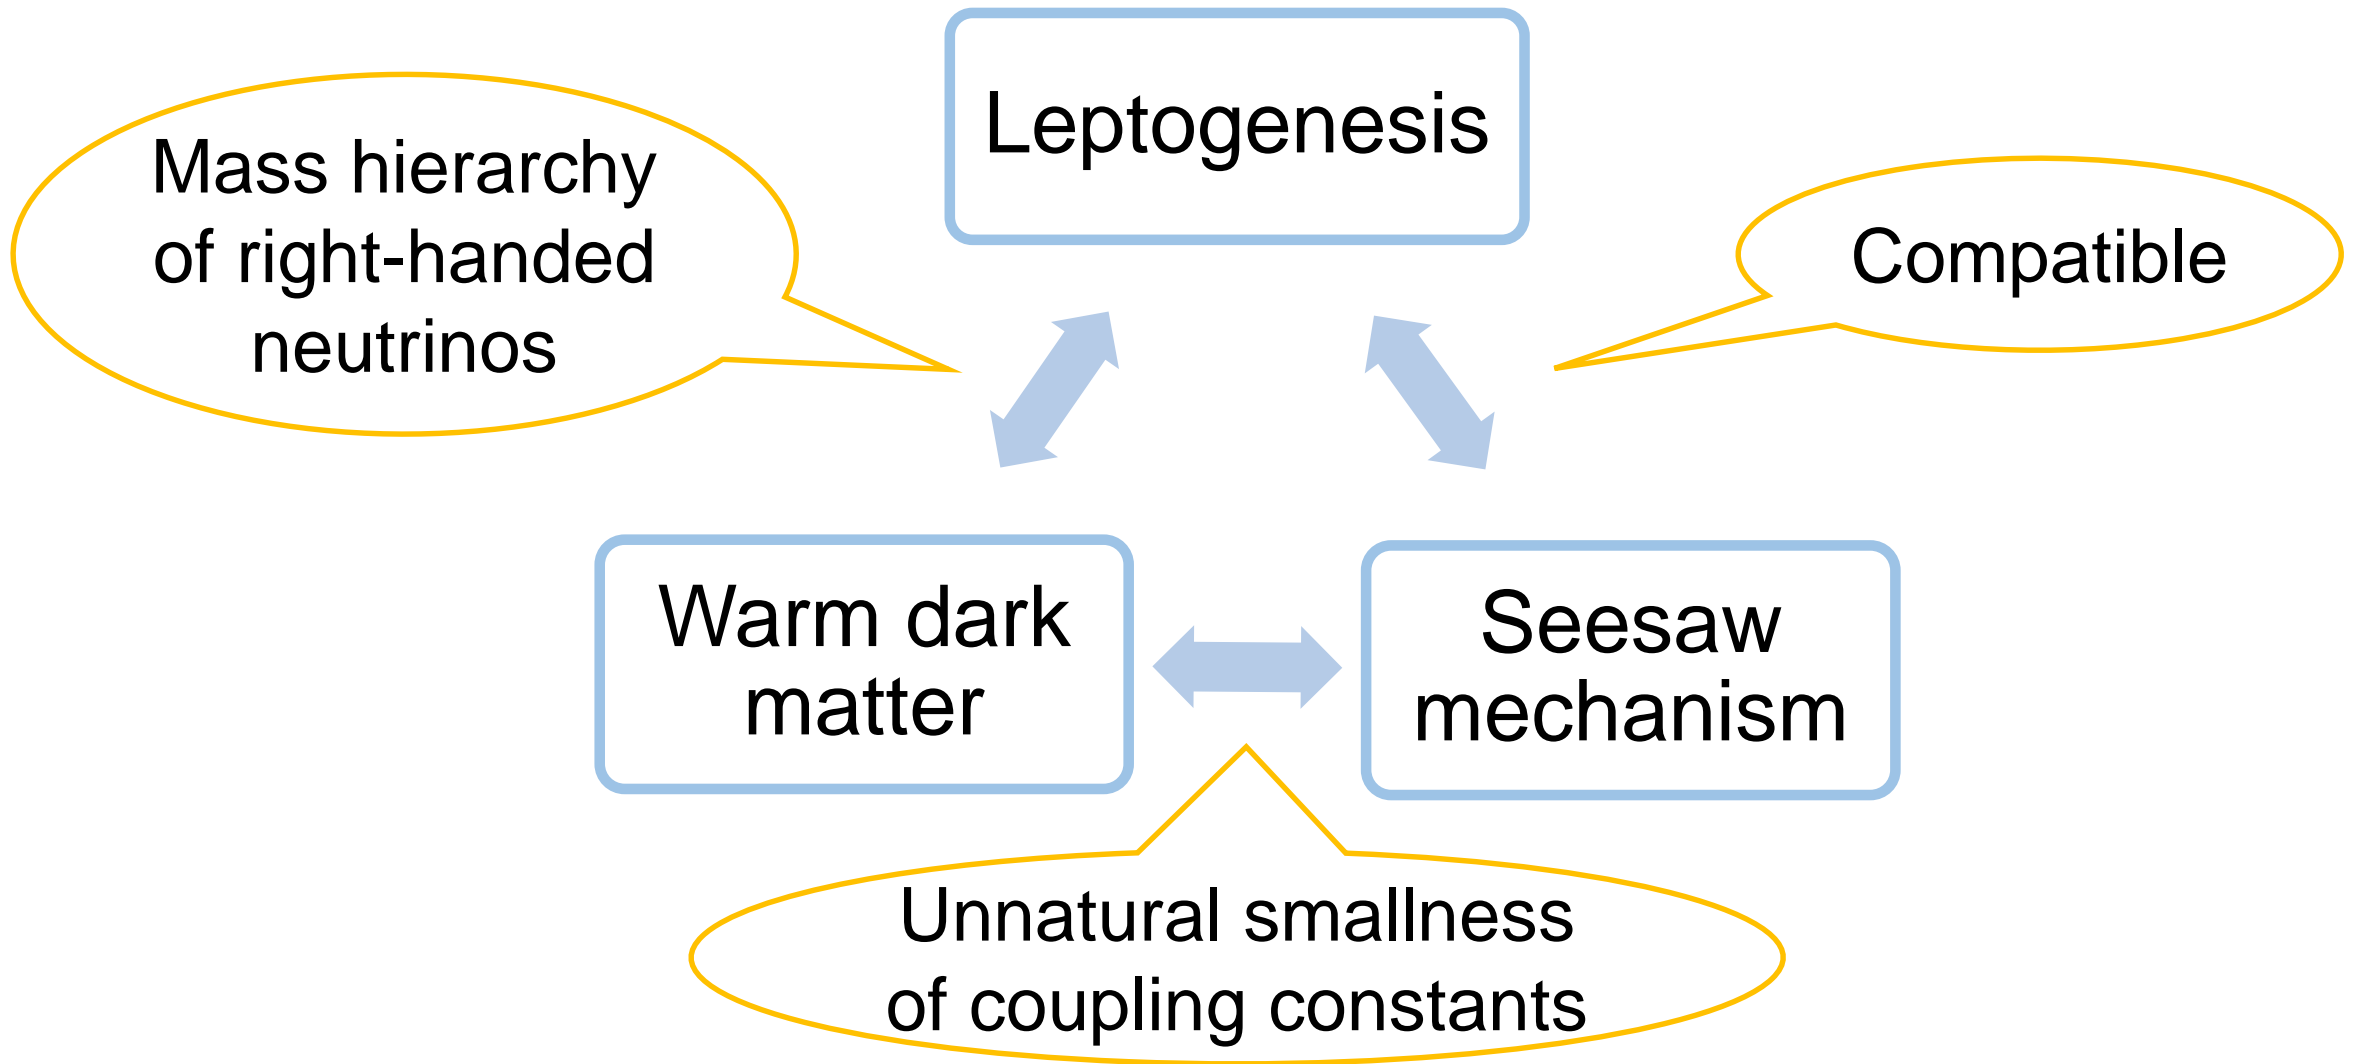 Leptogenesis
Mass hierarchy
of right-handed
neutrinos
Compatible
Warm dark
matter
Seesaw
mechanism
Unnatural smallness
of coupling constants